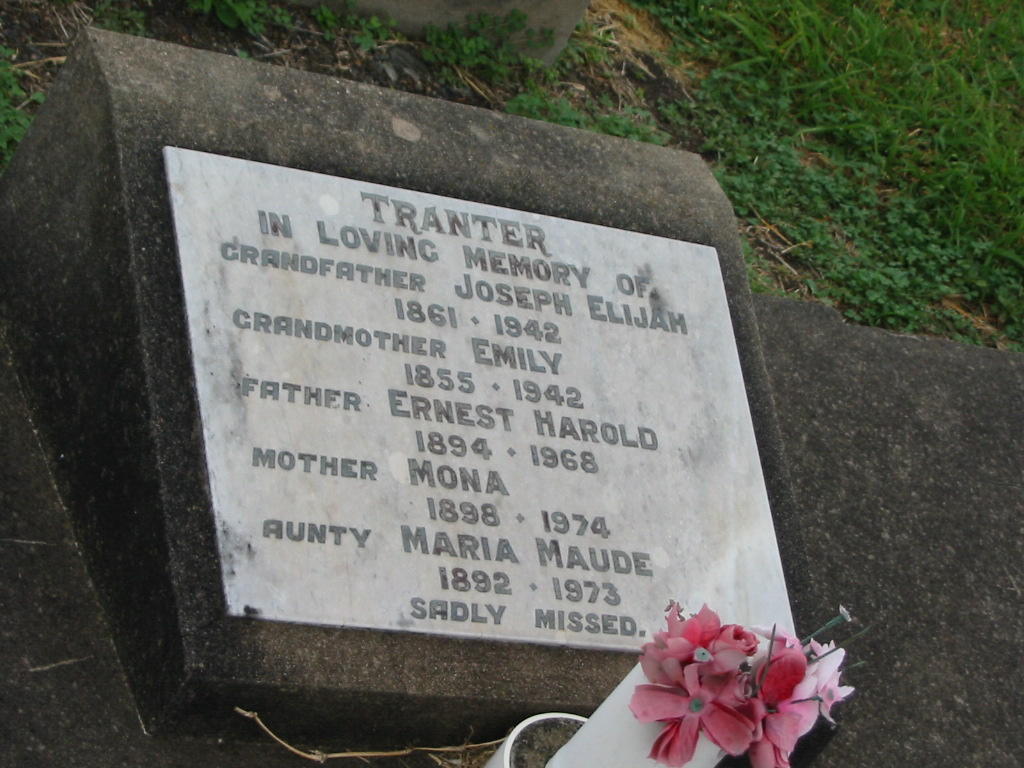 TRANTER
IN LOVING MEMORY OF
GRANDFATHER JOSEPH ELIJAH
1861 · 1942
GRANDMOTHER EMILY
1855 · 1942
FATHER ERNEST HAROLD
1894 · 1968
MOTHER MONA
1898 · 1974
AUNTY MARIA MAUDE
1892 · 1973
SADLY MISSED.